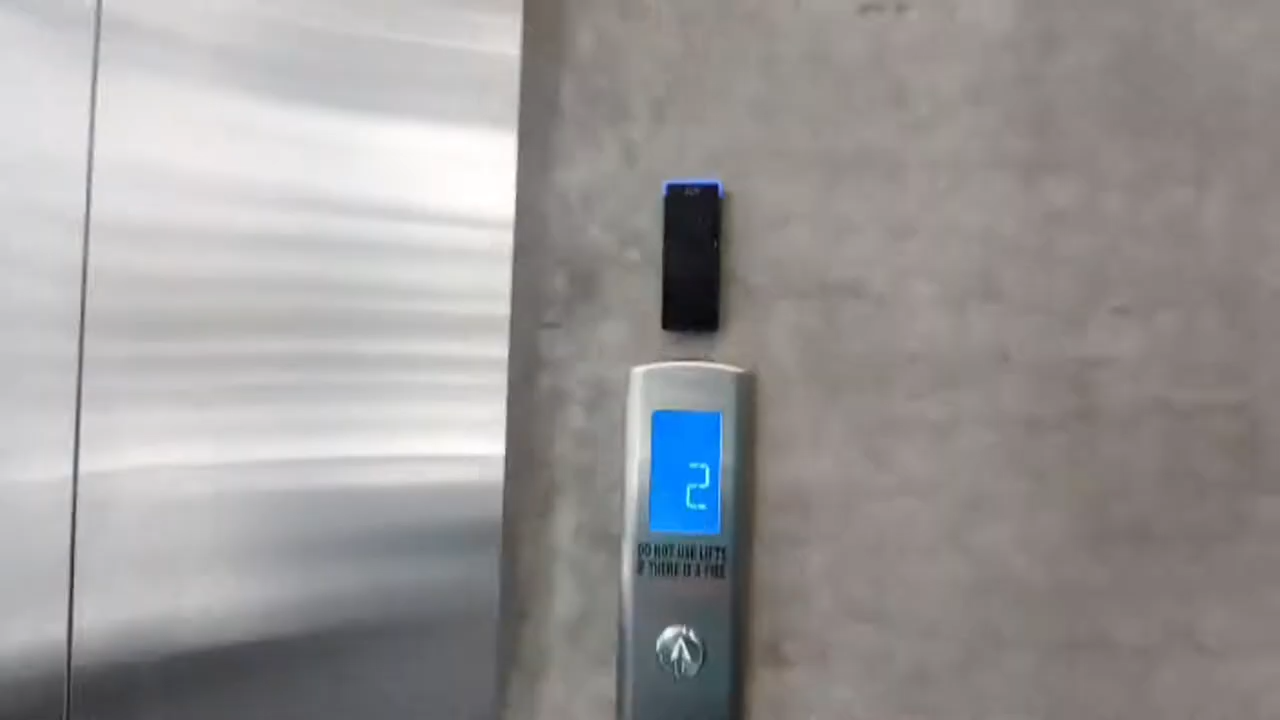 2
DO NOT USE LIFTS
IF THERE IS A FIRE